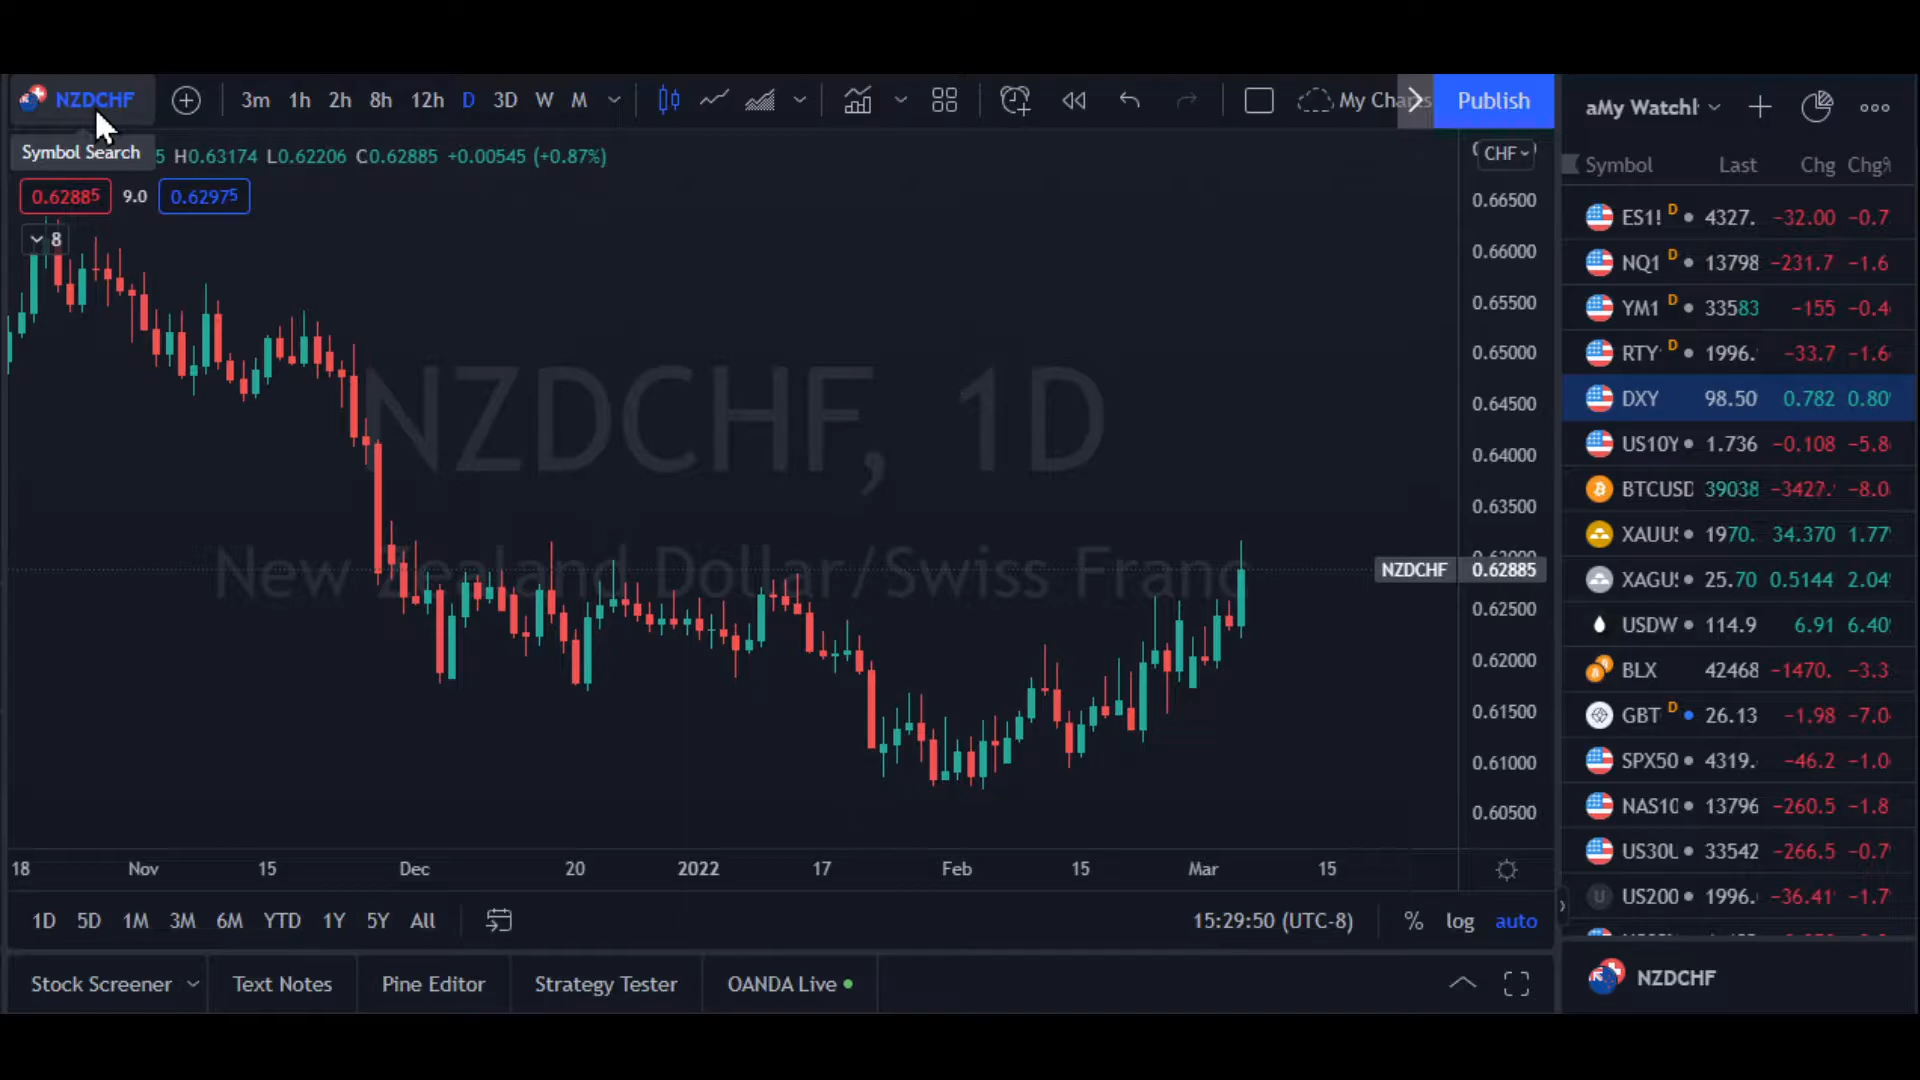 NZDCHF 3m 1h 2h 8h 12h D 3D W M My Charts Publish
Symbol Search 5 H0.63174 L0.62206 C0.62885 +0.00545 (+0.87%)
0.62885 9.0 0.62975
8
CHF
0.66500
0.66000
0.65500
0.65000
0.64500
0.64000
0.63500
0.63000
NZDCHF 0.62885
0.62500
0.62000
0.61500
0.61000
0.60500
NZDCHF, 1D
New Zealand Dollar/Swiss Franc
18 Nov 15 Dec 20 2022 17 Feb 15 Mar 15
1D 5D 1M 3M 6M YTD 1Y 5Y All 15:29:50 (UTC-8) % log auto
Stock Screener Text Notes Pine Editor Strategy Tester OANDA Live
aMy Watchl
Symbol Last Chg Chg%
ES1! D 4327. −32.00 −0.7
NQ1 D 13798 −231.7 −1.6
YM1 D 33583 −155 −0.4
RTY D 1996. −33.7 −1.6
DXY 98.50 0.782 0.80
US10Y 1.736 −0.108 −5.8
BTCUSD 39038 −3427. −8.0
XAUU 1970. 34.370 1.77
XAGU 25.70 0.5144 2.04
USDW 114.9 6.91 6.40
BLX 42468 −1470. −3.3
GBT D 26.13 −1.98 −7.0
SPX50 4319. −46.2 −1.0
NAS10 13796 −260.5 −1.8
US30 33542 −266.5 −0.7
US200 1996. −36.41 −1.7
NZDCHF